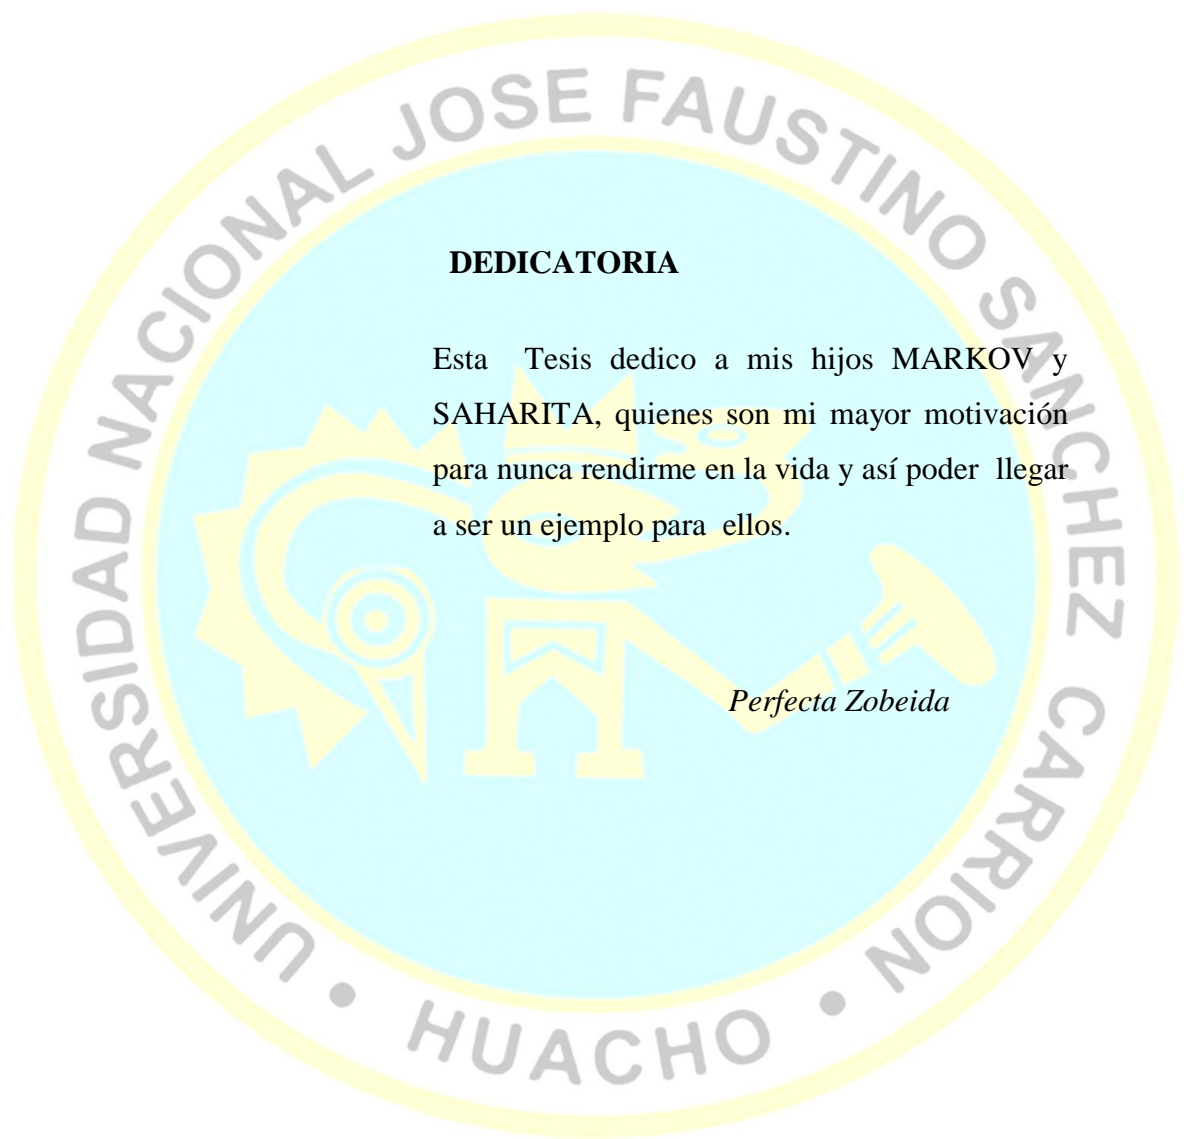 UNIVERSIDAD NACIONAL JOSE FAUSTINO SANCHEZ CARRION
• HUACHO •
DEDICATORIA
Esta Tesis dedico a mis hijos MARKOV y
SAHARITA, quienes son mi mayor motivación
para nunca rendirme en la vida y así poder llegar
a ser un ejemplo para ellos.
Perfecta Zobeida